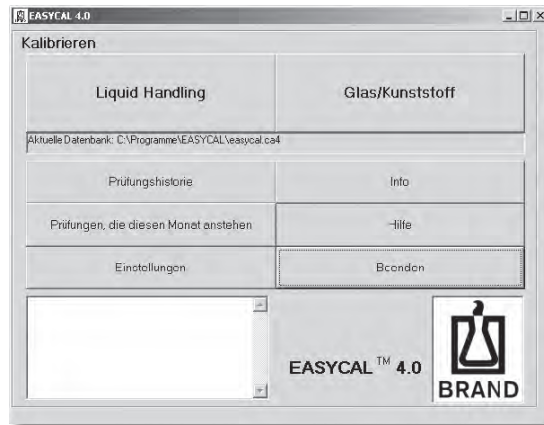 EASYCAL 4.0
Kalibrieren
Liquid Handling
Glas/Kunststoff
Aktuelle Datenbank: C:\Programme\EASYCAL\easycal.ca4
Prüfungshistorie
Info
Prüfungen, die diesen Monat anstehen
Hilfe
Einstellungen
Beenden
EASYCAL™ 4.0
BRAND